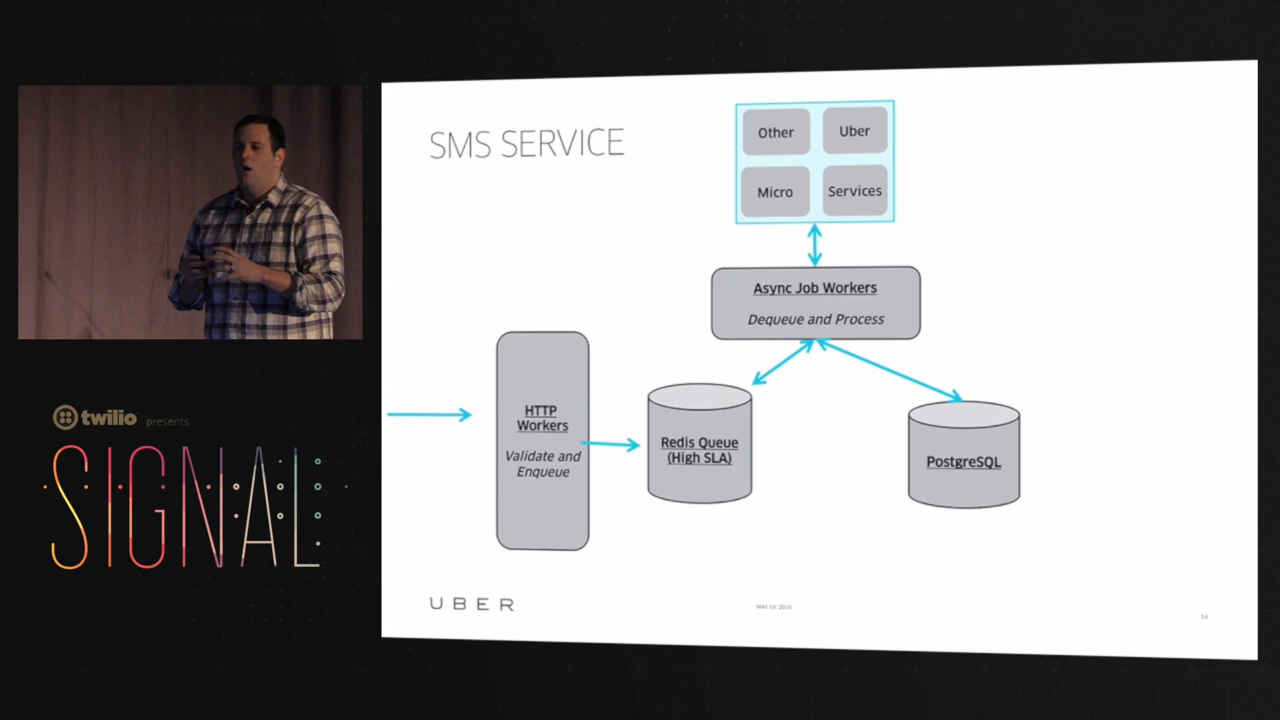 SMS SERVICE
Other
Uber
Micro
Services
Async Job Workers
Dequeue and Process
HTTP
Workers
Validate and
Enqueue
Redis Queue
(High SLA)
PostgreSQL
twilio presents
SIGNAL
UBER
14